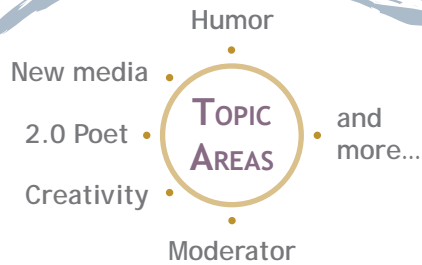 Humor
New media
2.0 Poet
Creativity
Moderator
TOPIC
AREAS
and
more...